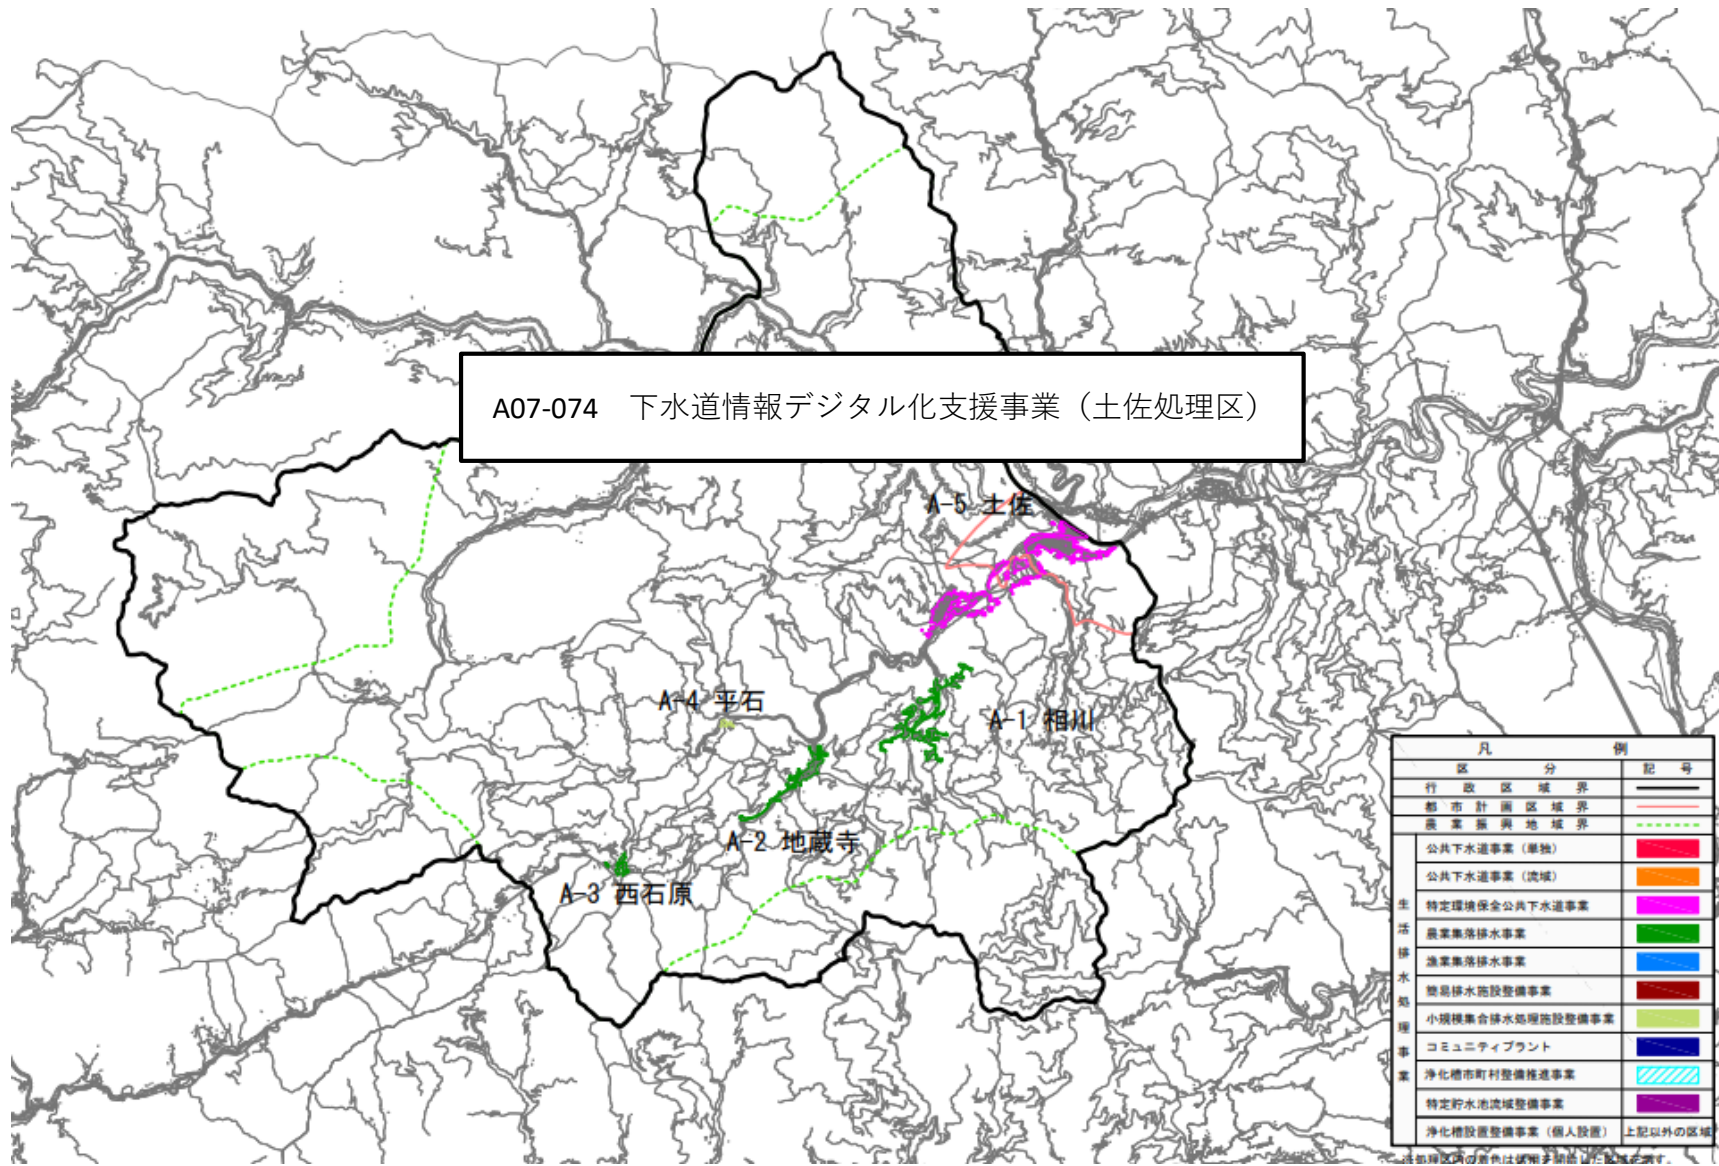 A07-074 下水道情報デジタル化支援事業（土佐処理区）
A-5 土佐
A-4 平石
A-1 相川
A-2 地蔵寺
A-3 西石原
凡 例
区 分 記 号
行 政 区 域 界
都 市 計 画 区 域 界
農 業 振 興 地 域 界
生活排水処理事業
公共下水道事業（単独）
公共下水道事業（流域）
特定環境保全公共下水道事業
農業集落排水事業
漁業集落排水事業
簡易排水施設整備事業
小規模集合排水処理施設整備事業
コミュニティプラント
浄化槽市町村整備推進事業
特定貯水池流域整備事業
浄化槽設置整備事業（個人設置） 上記以外の区域